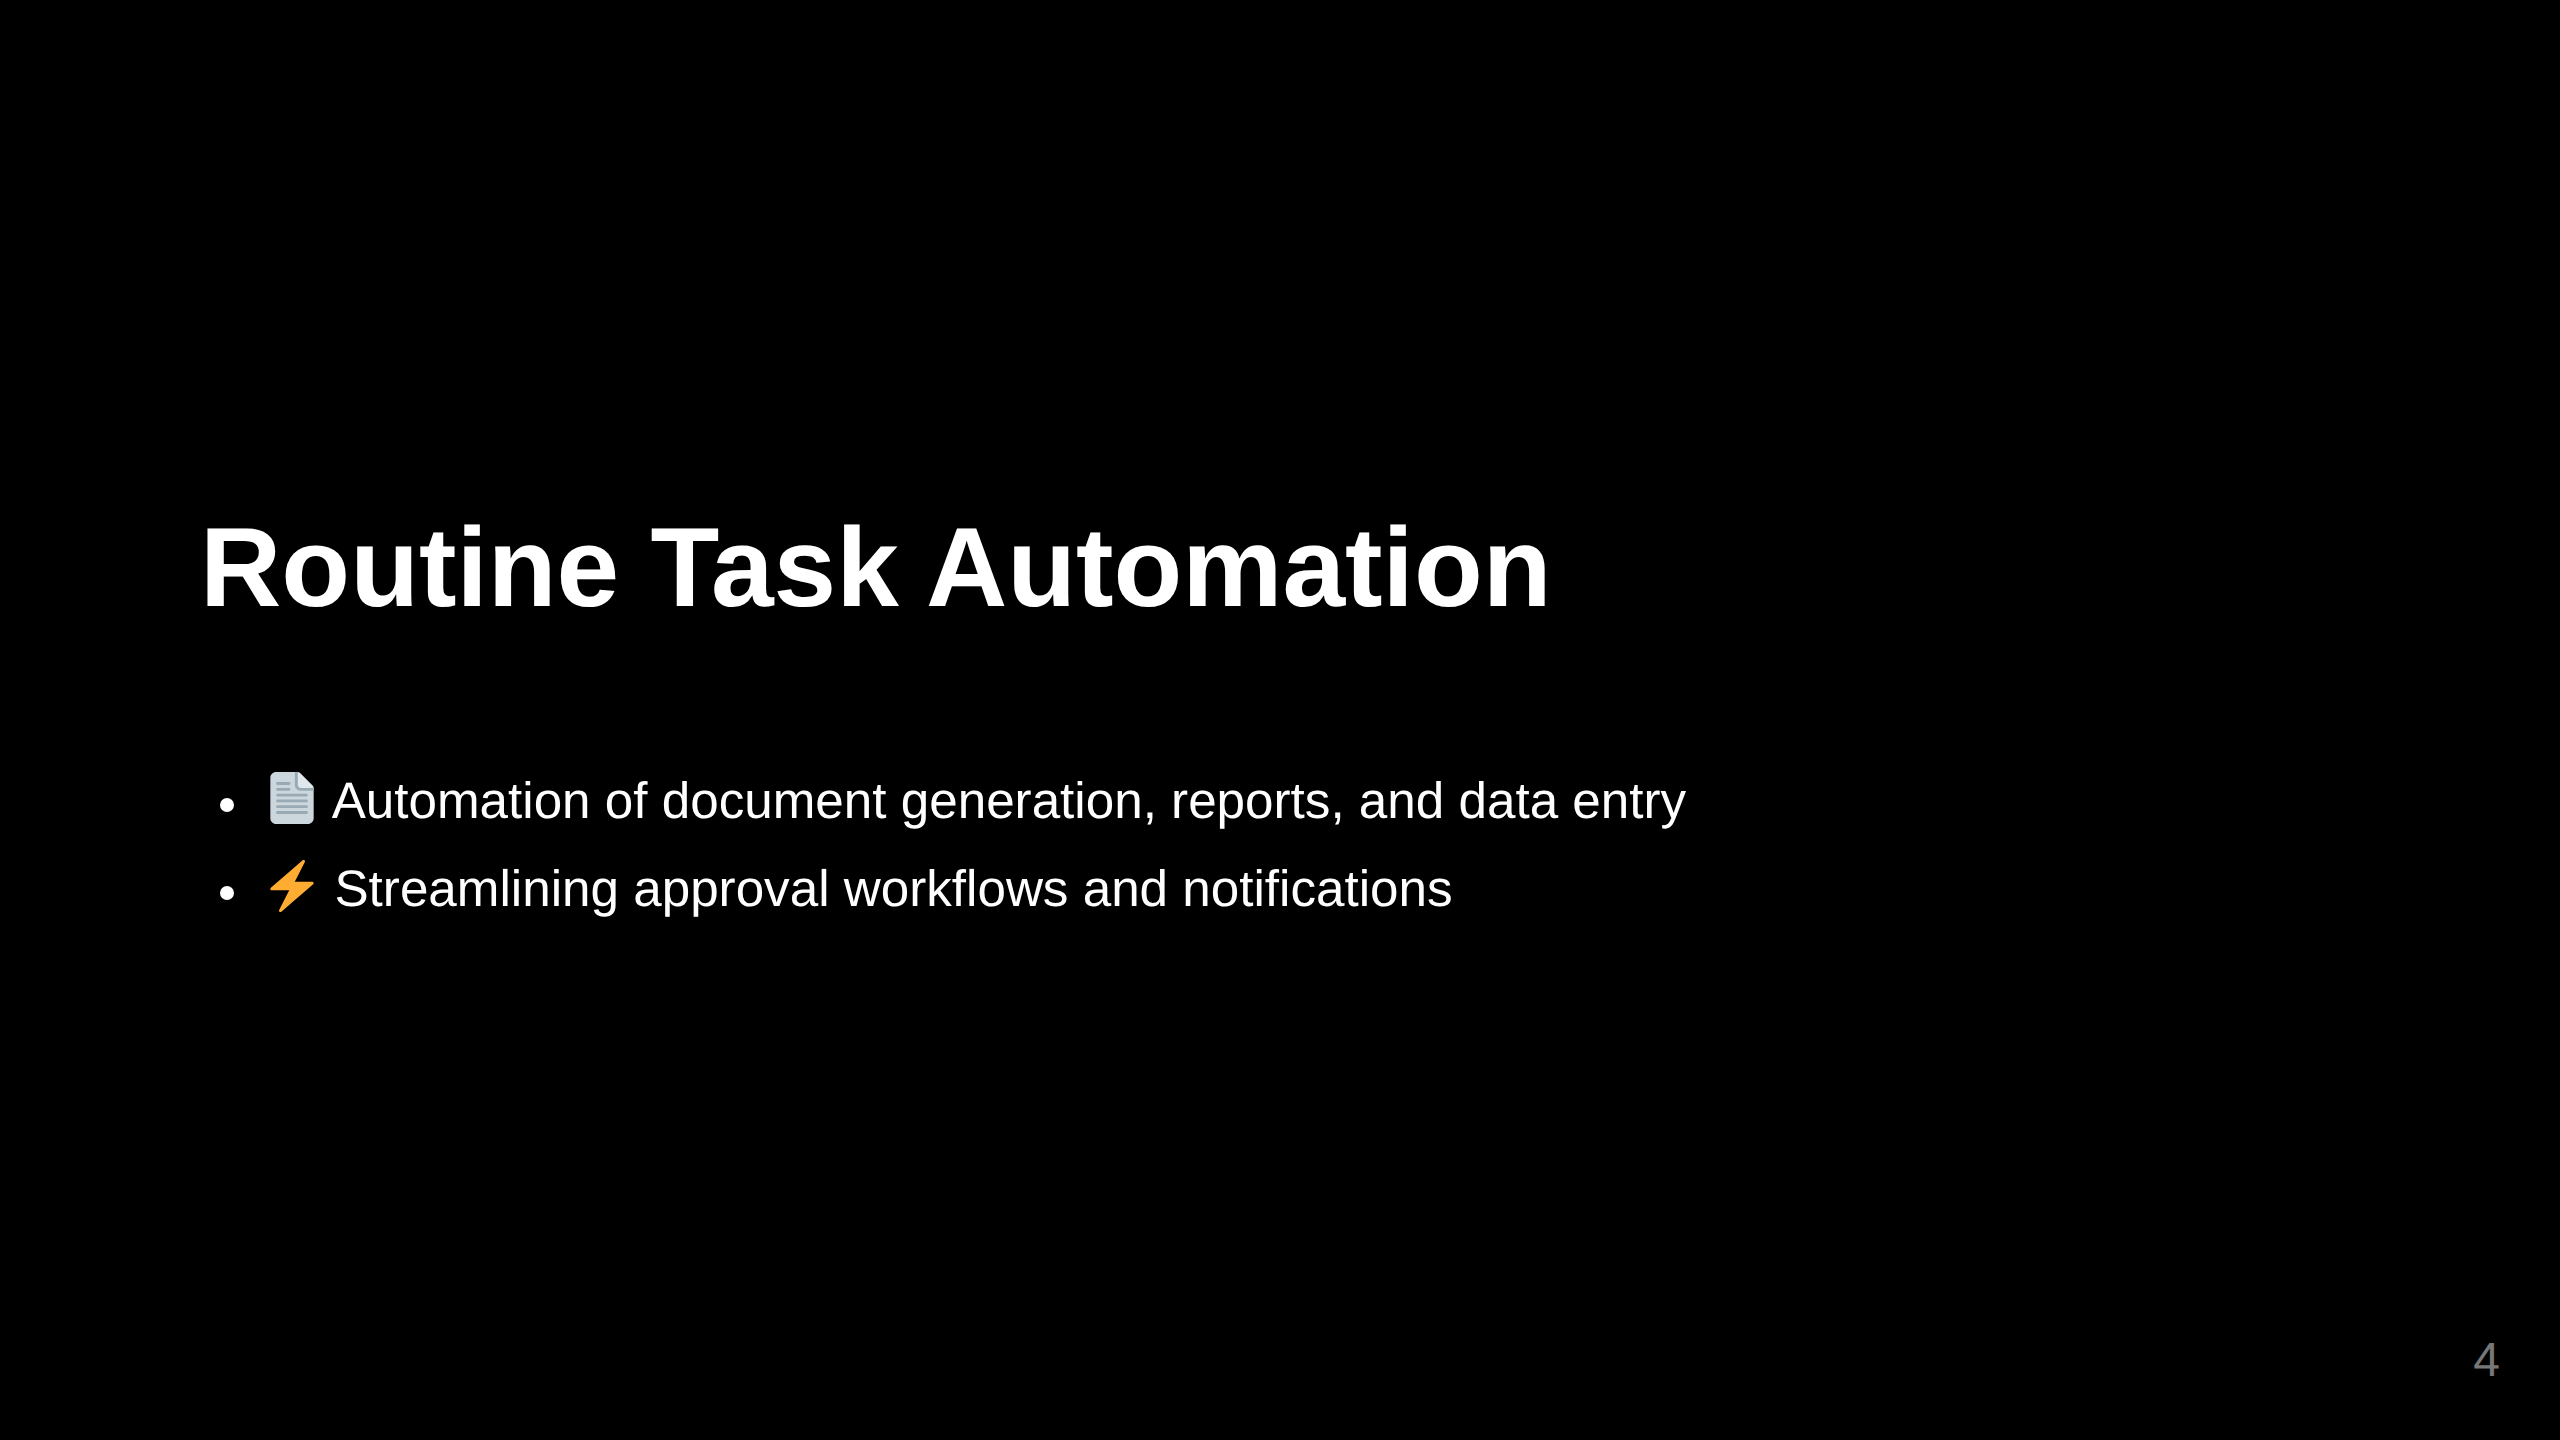 Routine Task Automation
• 📄 Automation of document generation, reports, and data entry
• ⚡ Streamlining approval workflows and notifications
4